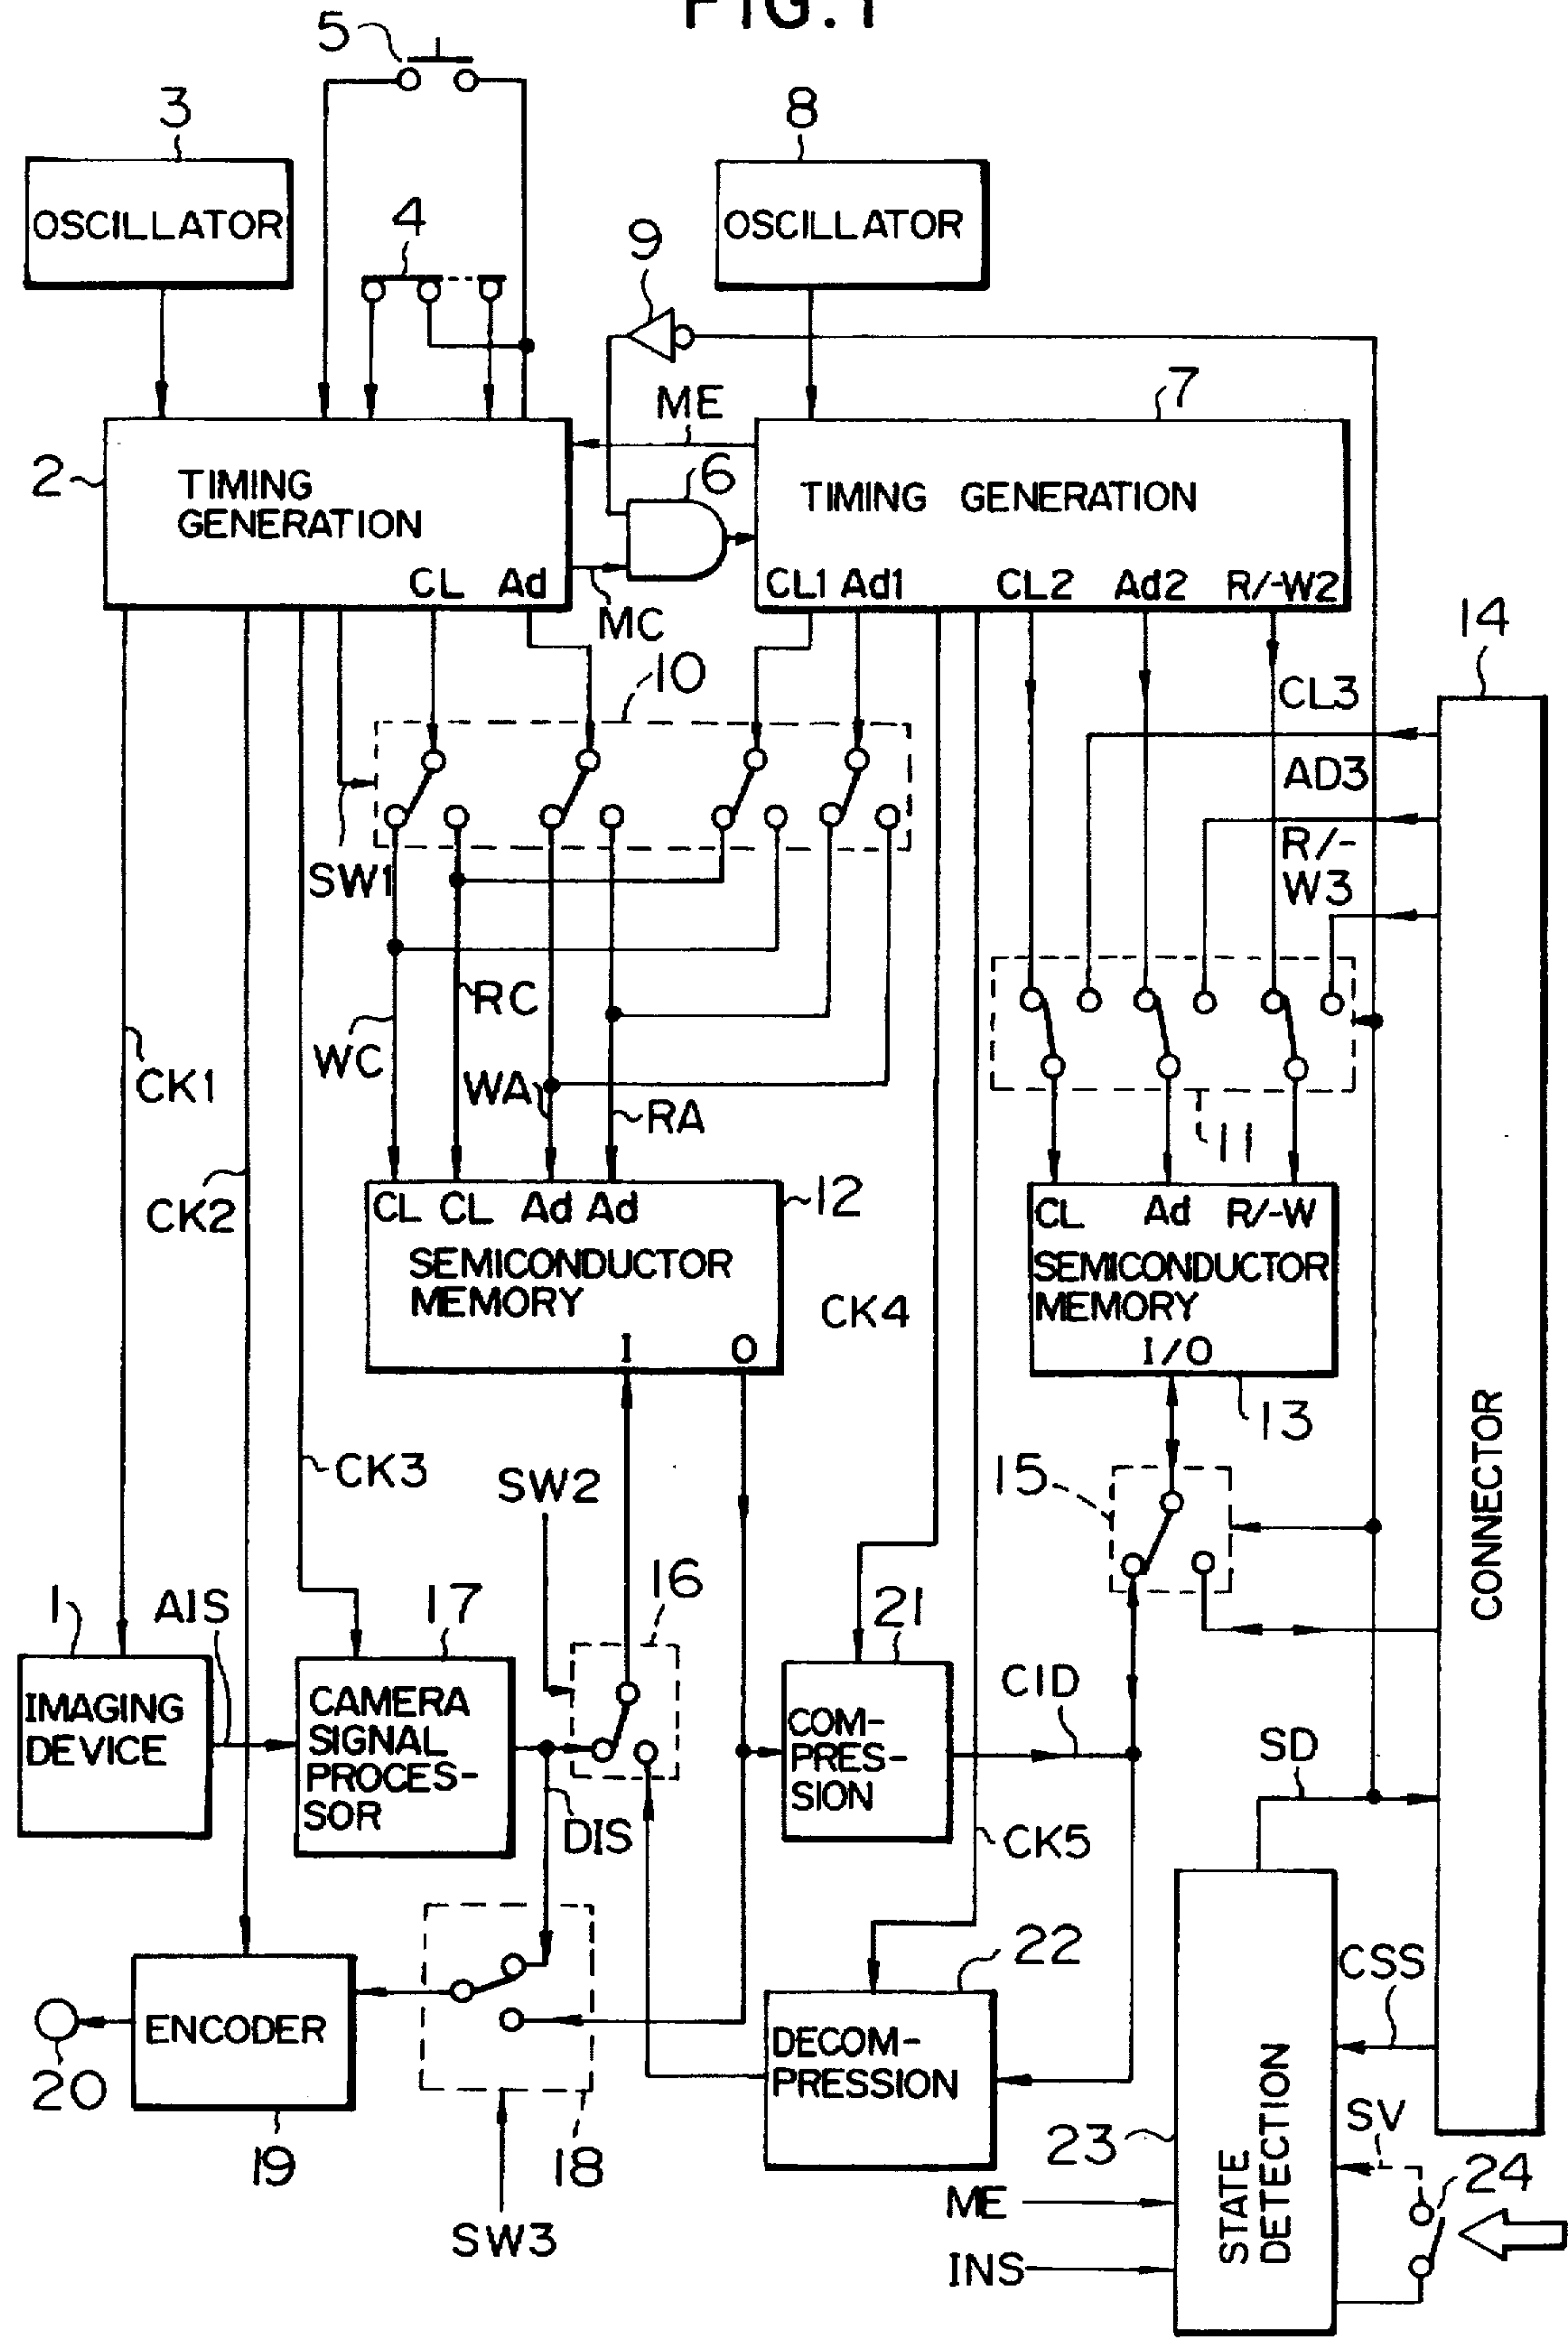 FIG. 1
5
3
8
OSCILLATOR
4
9
OSCILLATOR
ME
7
2
TIMING
GENERATION
6
TIMING GENERATION
CL Ad
CL1 Ad1 CL2 Ad2 R/-W2
MC
14
10
CL3
AD3
R/-
W3
SW1
RC
WC
CK1
WA
RA
11
CK2
12
CL CL Ad Ad
CL Ad R/-W
SEMICONDUCTOR
MEMORY
SEMICONDUCTOR
MEMORY
CK4
I O
I/O
13
CONNECTOR
CK3
SW2
15
1
AIS
17
16
21
IMAGING
DEVICE
CAMERA
SIGNAL
PROCES-
SOR
COM-
PRES-
SION
CID
SD
DIS
CK5
22
CSS
ENCODER
DECOM-
PRESSION
20
STATE
DETECTION
SV
19
18
23
24
ME
SW3
INS